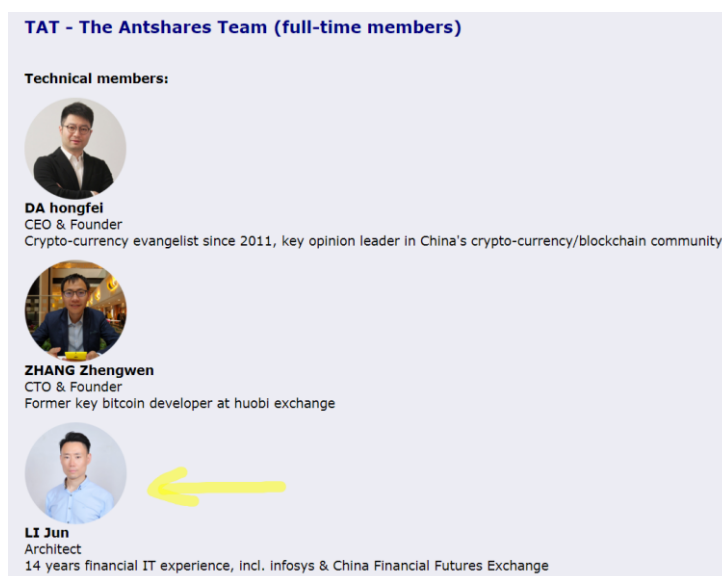 TAT - The Antshares Team (full-time members)
Technical members:
DA hongfei
CEO & Founder
Crypto-currency evangelist since 2011, key opinion leader in China's crypto-currency/blockchain community
ZHANG Zhengwen
CTO & Founder
Former key bitcoin developer at huobi exchange
LI Jun
Architect
14 years financial IT experience, incl. infosys & China Financial Futures Exchange